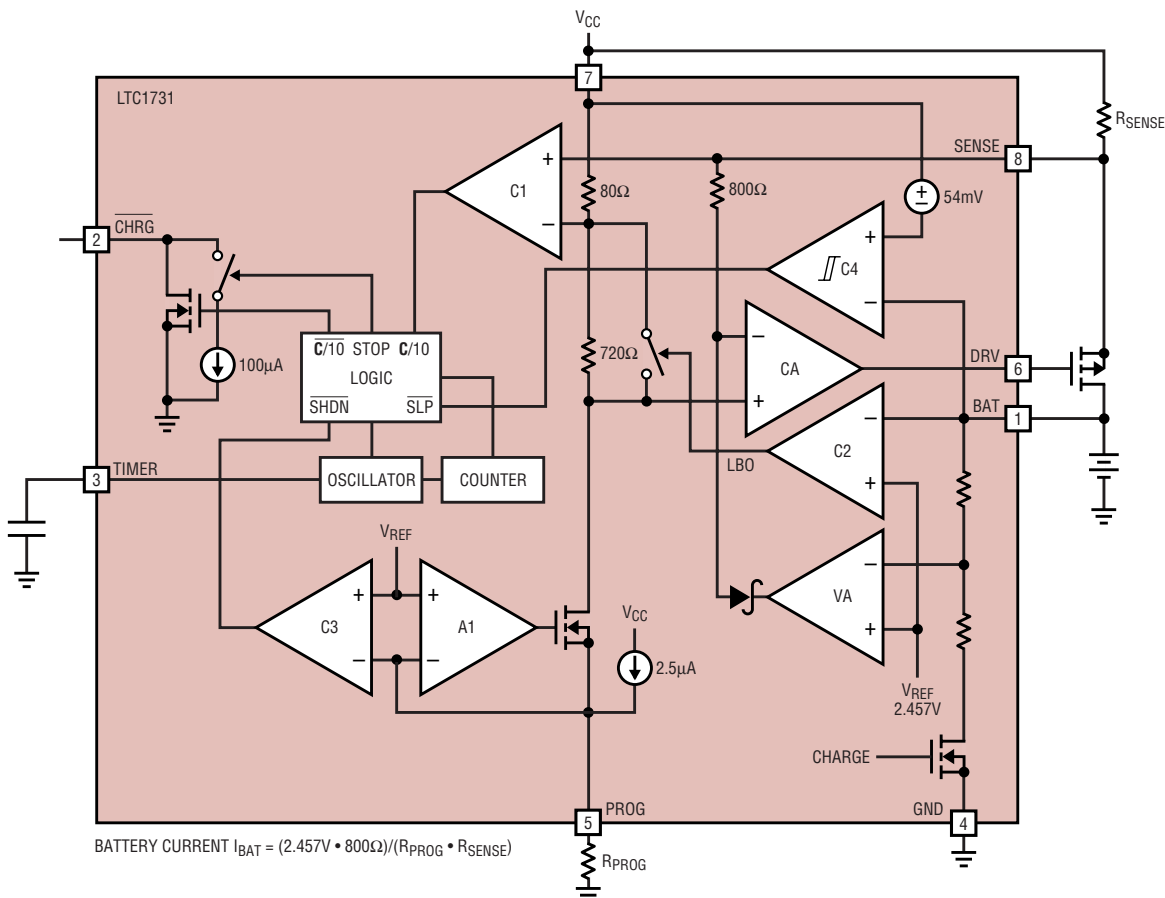 VCC
7
LTC1731
RSENSE
SENSE
8
+
C1
−
80Ω
800Ω
+
−
54mV
2
CHRG
+
C4
−
720Ω
−
CA
+
DRV
6
C/10 STOP C/10
LOGIC
SHDN SLP
100µA
BAT
1
−
C2
+
LBO
3
TIMER
OSCILLATOR
COUNTER
VREF
+
C3
−
+
A1
−
VCC
2.5µA
−
VA
+
VREF
2.457V
CHARGE
PROG
5
GND
4
BATTERY CURRENT IBAT = (2.457V • 800Ω)/(RPROG • RSENSE)
RPROG